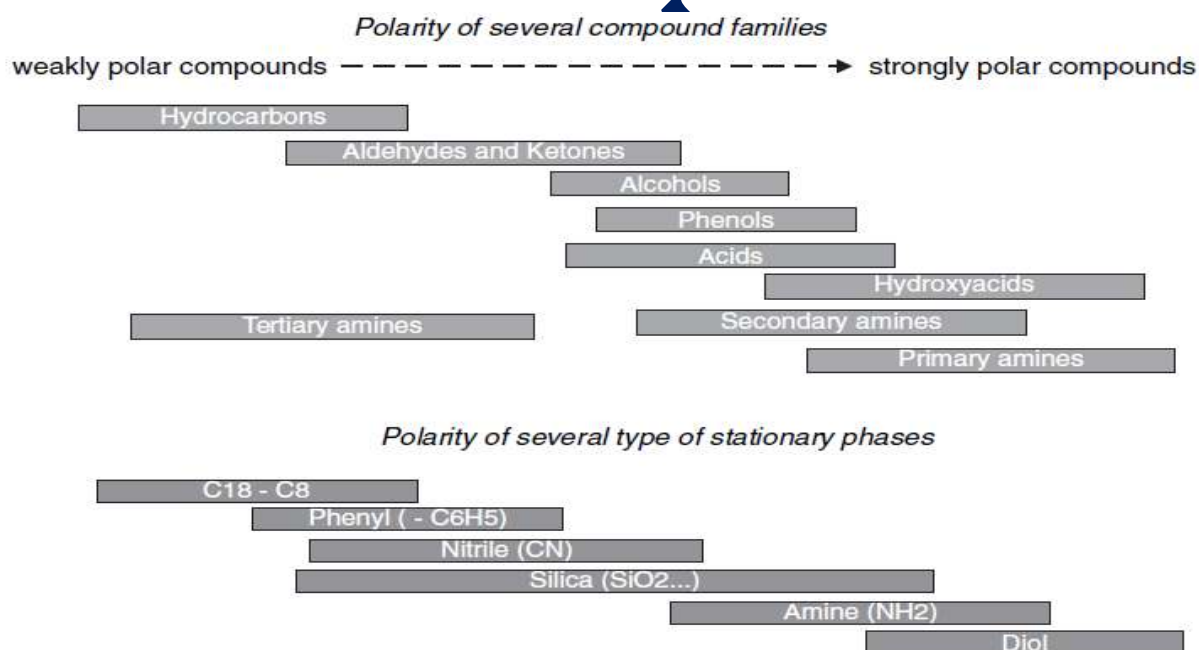 Polarity of several compound families
weakly polar compounds strongly polar compounds
Hydrocarbons
Aldehydes and Ketones
Alcohols
Phenols
Acids
Hydroxyacids
Tertiary amines Secondary amines
Primary amines
Polarity of several type of stationary phases
C18 - C8
Phenyl ( - C6H5)
Nitrile (CN)
Silica (SiO2...)
Amine (NH2)
Diol